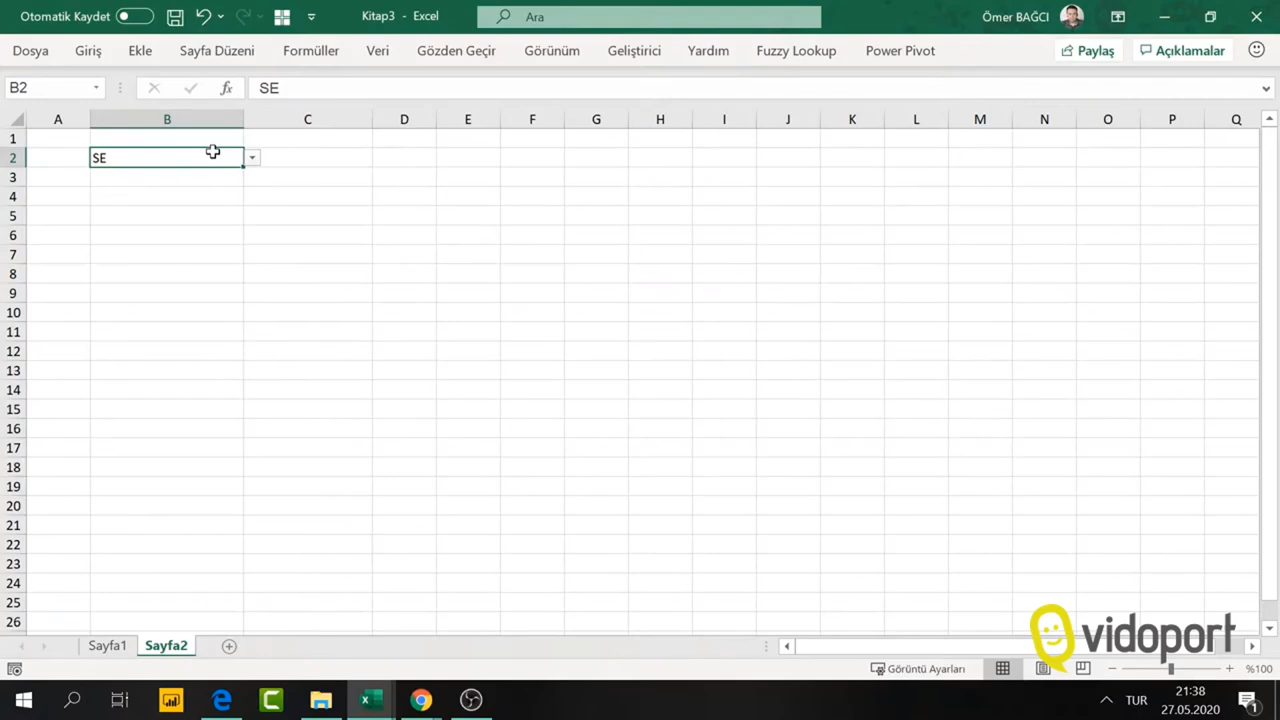 Otomatik Kaydet
Kitap3 - Excel
Ara
Ömer BAĞCI
Dosya Giriş Ekle Sayfa Düzeni Formüller Veri Gözden Geçir Görünüm Geliştirici Yardım Fuzzy Lookup Power Pivot Paylaş Açıklamalar
B2 fx SE
A B C D E F G H I J K L M N O P Q
1
2 SE
3
4
5
6
7
8
9
10
11
12
13
14
15
16
17
18
19
20
21
22
23
24
25
26
vidoport
Sayfa1 Sayfa2
Görüntü Ayarları %100
TUR
21:38
27.05.2020
1